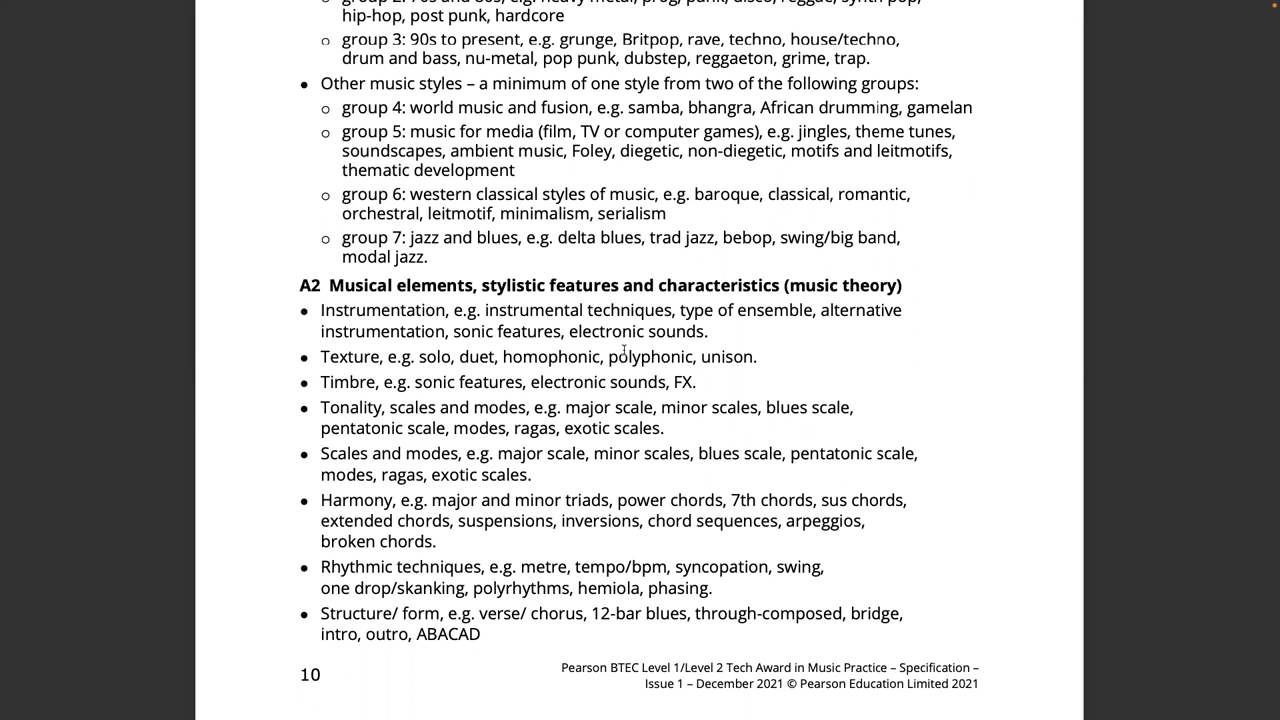 hip-hop, post punk, hardcore
o group 3: 90s to present, e.g. grunge, Britpop, rave, techno, house/techno,
drum and bass, nu-metal, pop punk, dubstep, reggaeton, grime, trap.
• Other music styles – a minimum of one style from two of the following groups:
o group 4: world music and fusion, e.g. samba, bhangra, African drumming, gamelan
o group 5: music for media (film, TV or computer games), e.g. jingles, theme tunes,
soundscapes, ambient music, Foley, diegetic, non-diegetic, motifs and leitmotifs,
thematic development
o group 6: western classical styles of music, e.g. baroque, classical, romantic,
orchestral, leitmotif, minimalism, serialism
o group 7: jazz and blues, e.g. delta blues, trad jazz, bebop, swing/big band,
modal jazz.
A2 Musical elements, stylistic features and characteristics (music theory)
• Instrumentation, e.g. instrumental techniques, type of ensemble, alternative
instrumentation, sonic features, electronic sounds.
• Texture, e.g. solo, duet, homophonic, polyphonic, unison.
• Timbre, e.g. sonic features, electronic sounds, FX.
• Tonality, scales and modes, e.g. major scale, minor scales, blues scale,
pentatonic scale, modes, ragas, exotic scales.
• Scales and modes, e.g. major scale, minor scales, blues scale, pentatonic scale,
modes, ragas, exotic scales.
• Harmony, e.g. major and minor triads, power chords, 7th chords, sus chords,
extended chords, suspensions, inversions, chord sequences, arpeggios,
broken chords.
• Rhythmic techniques, e.g. metre, tempo/bpm, syncopation, swing,
one drop/skanking, polyrhythms, hemiola, phasing.
• Structure/ form, e.g. verse/ chorus, 12-bar blues, through-composed, bridge,
intro, outro, ABACAD
10
Pearson BTEC Level 1/Level 2 Tech Award in Music Practice – Specification –
Issue 1 – December 2021 © Pearson Education Limited 2021